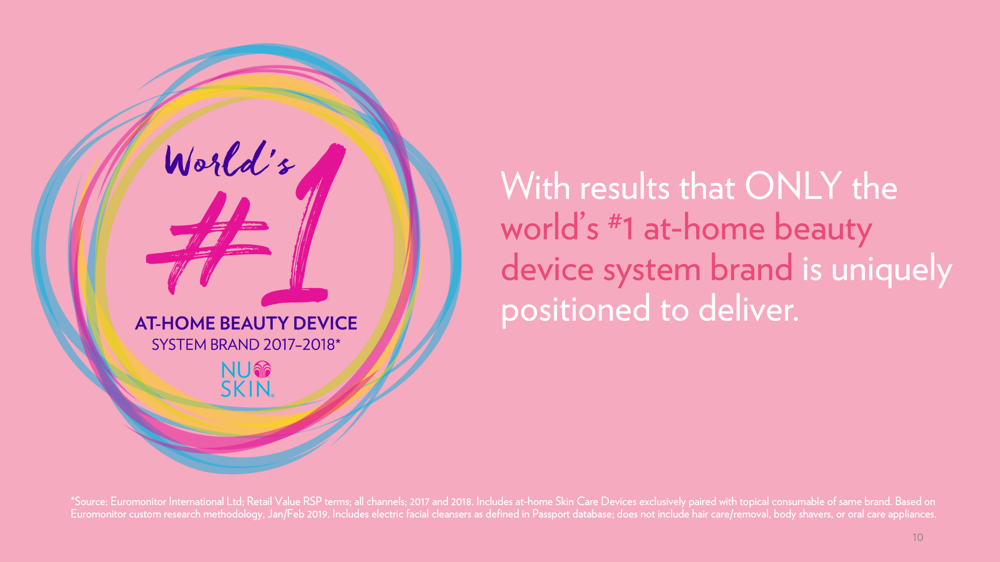 World's
#1
AT-HOME BEAUTY DEVICE
SYSTEM BRAND 2017–2018*
NU
SKIN®
With results that ONLY the
world’s #1 at-home beauty
device system brand is uniquely
positioned to deliver.
*Source: Euromonitor International Ltd; Retail Value RSP terms; all channels; 2017 and 2018. Includes at-home Skin Care Devices exclusively paired with topical consumable of same brand. Based on
Euromonitor custom research methodology, Jan/Feb 2019. Includes electric facial cleansers as defined in Passport database; does not include hair care/removal, body shavers, or oral care appliances.
10